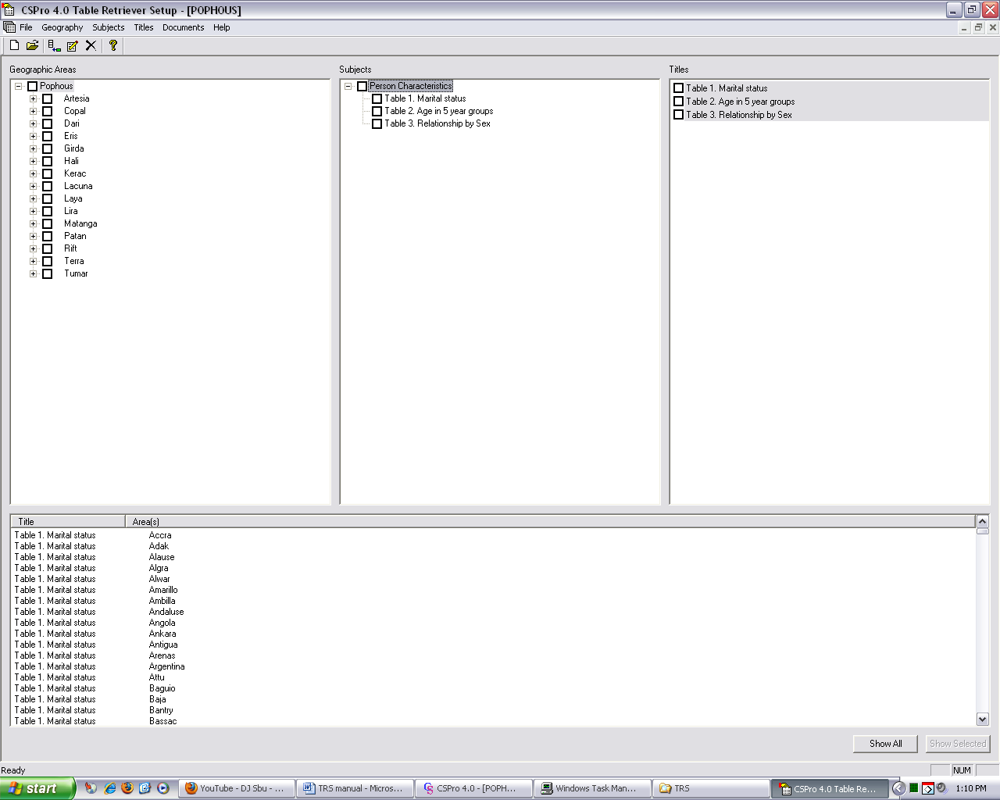 CSPro 4.0 Table Retriever Setup - [POPHOUS]
File Geography Subjects Titles Documents Help
Geographic Areas
Pophous
Artesia
Copal
Dari
Eris
Girda
Hali
Kerac
Lacuna
Laya
Lira
Matanga
Patan
Rift
Terra
Tumar
Subjects
Person Characteristics
Table 1. Marital status
Table 2. Age in 5 year groups
Table 3. Relationship by Sex
Titles
Table 1. Marital status
Table 2. Age in 5 year groups
Table 3. Relationship by Sex
Title Area(s)
Table 1. Marital status Accra
Table 1. Marital status Adak
Table 1. Marital status Alause
Table 1. Marital status Algra
Table 1. Marital status Alwar
Table 1. Marital status Amarillo
Table 1. Marital status Ambilla
Table 1. Marital status Andaluse
Table 1. Marital status Angola
Table 1. Marital status Ankara
Table 1. Marital status Antigua
Table 1. Marital status Arenas
Table 1. Marital status Argentina
Table 1. Marital status Attu
Table 1. Marital status Baguio
Table 1. Marital status Baja
Table 1. Marital status Bantry
Table 1. Marital status Bassac
Show All Show Selected
Ready NUM
start YouTube - DJ Sbu - ... TRS manual - Micros... CSPro 4.0 - [POPH... Windows Task Man... TRS CSPro 4.0 Table Re... 1:10 PM